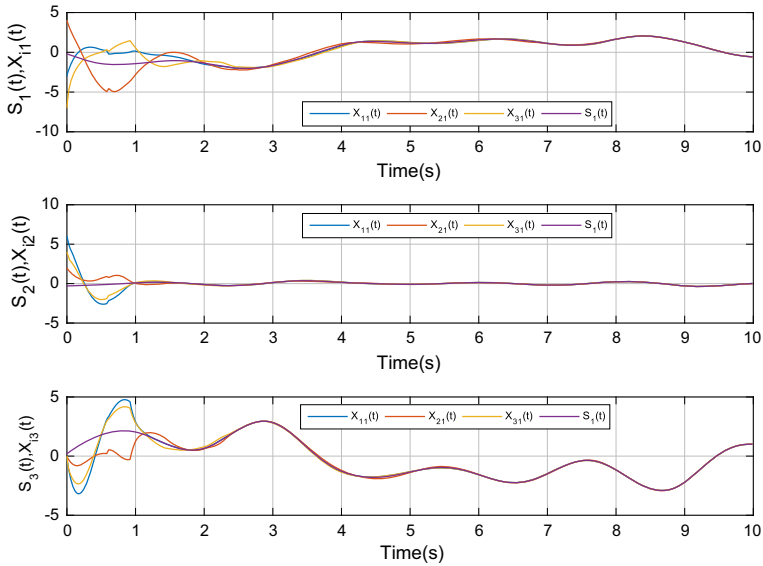 5
0
-5
-10
S1(t),Xi1(t)
X11(t) X21(t) X31(t) S1(t)
0 1 2 3 4 5 6 7 8 9 10
Time(s)
10
5
0
-5
S2(t),Xi2(t)
X11(t) X21(t) X31(t) S1(t)
0 1 2 3 4 5 6 7 8 9 10
Time(s)
5
0
-5
S3(t),Xi3(t)
X11(t) X21(t) X31(t) S1(t)
0 1 2 3 4 5 6 7 8 9 10
Time(s)